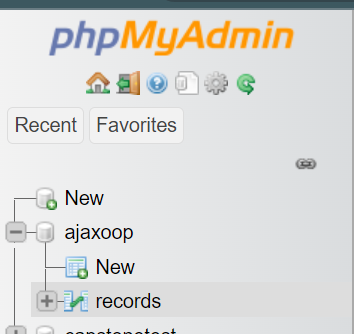 phpMyAdmin
Recent Favorites
New
ajaxoop
New
records